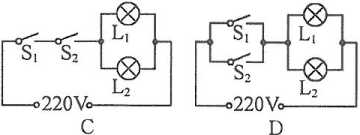 L₁ L₁
S₁ S₂ S₁
L₂ S₂ L₂
220V 220V
C D